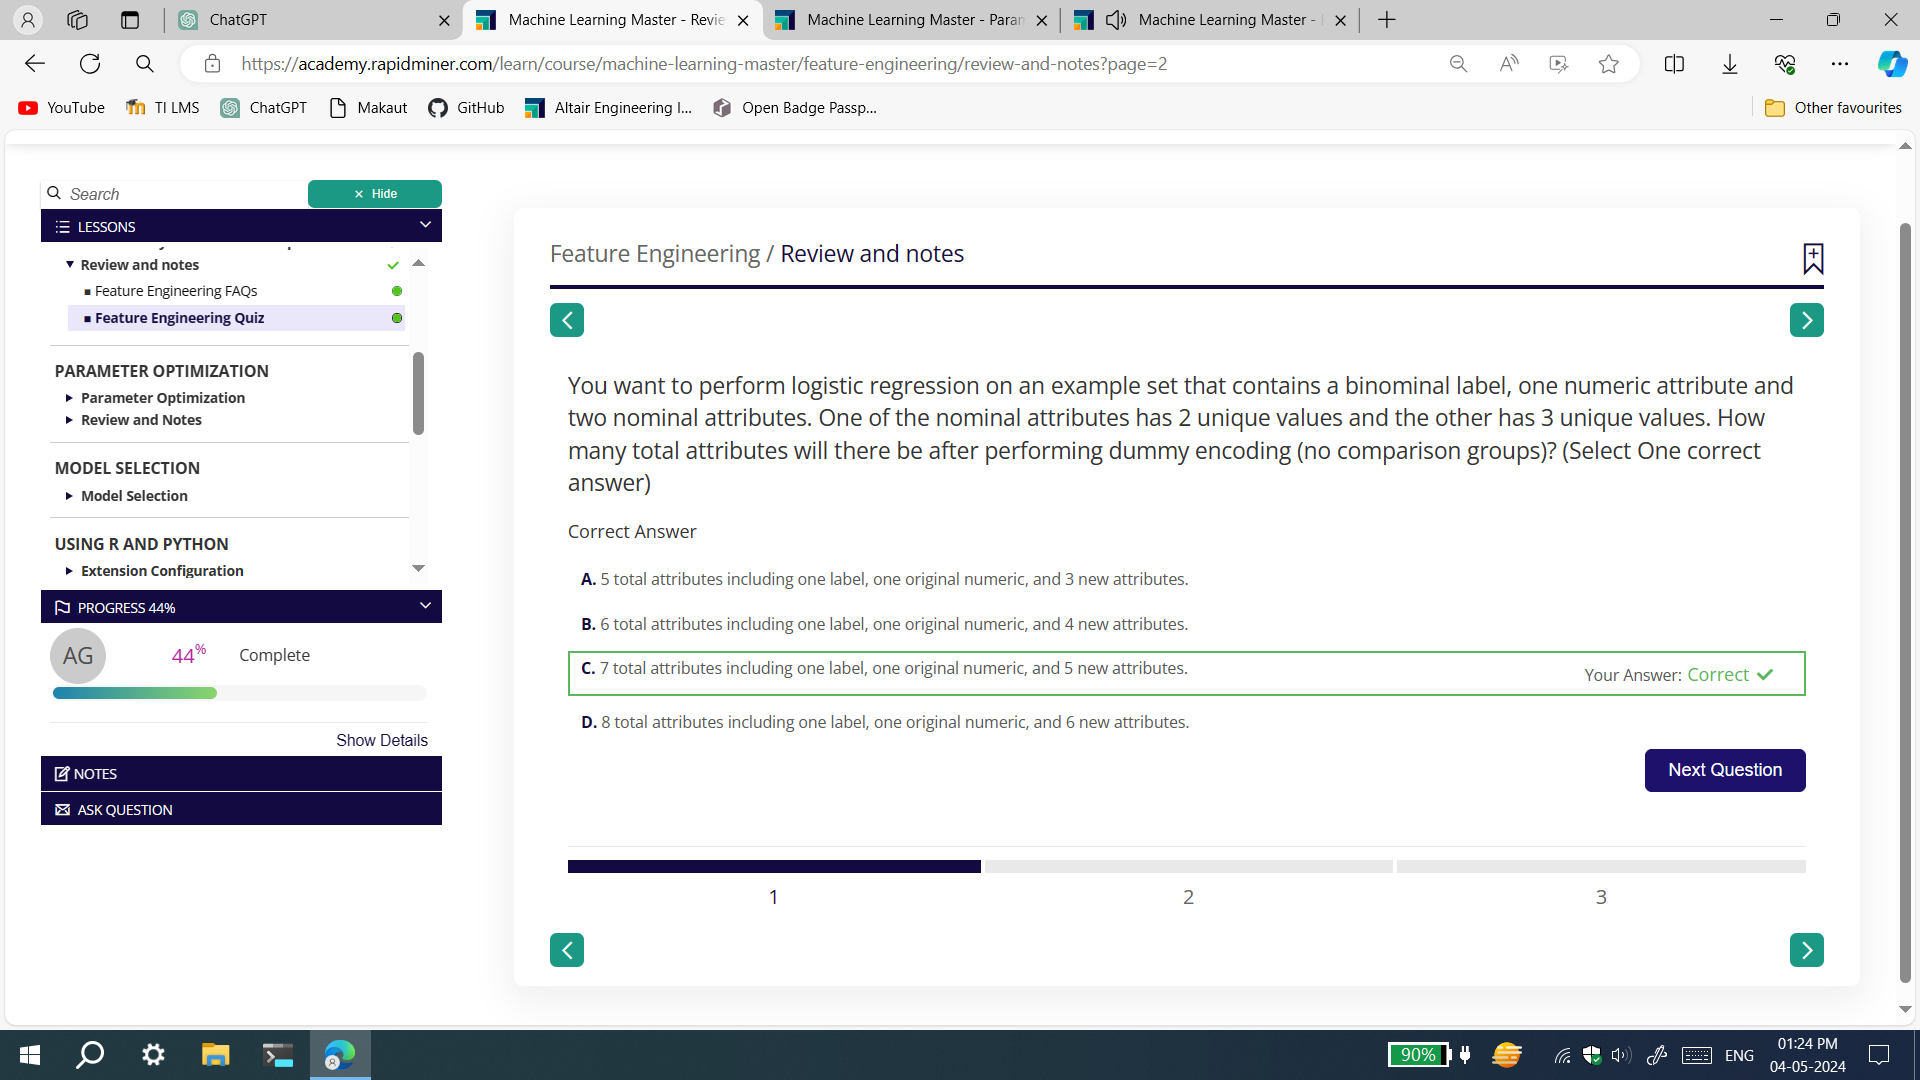 ChatGPT
Machine Learning Master - Revie
Machine Learning Master - Paran
Machine Learning Master -
https://academy.rapidminer.com/learn/course/machine-learning-master/feature-engineering/review-and-notes?page=2
YouTube
TI LMS
ChatGPT
Makaut
GitHub
Altair Engineering I...
Open Badge Passp...
Other favourites
Search
× Hide
LESSONS
Review and notes
Feature Engineering FAQs
Feature Engineering Quiz
PARAMETER OPTIMIZATION
Parameter Optimization
Review and Notes
MODEL SELECTION
Model Selection
USING R AND PYTHON
Extension Configuration
PROGRESS 44%
AG
44%
Complete
Show Details
NOTES
ASK QUESTION
Feature Engineering / Review and notes
You want to perform logistic regression on an example set that contains a binominal label, one numeric attribute and
two nominal attributes. One of the nominal attributes has 2 unique values and the other has 3 unique values. How
many total attributes will there be after performing dummy encoding (no comparison groups)? (Select One correct
answer)
Correct Answer
A. 5 total attributes including one label, one original numeric, and 3 new attributes.
B. 6 total attributes including one label, one original numeric, and 4 new attributes.
C. 7 total attributes including one label, one original numeric, and 5 new attributes.
Your Answer: Correct
D. 8 total attributes including one label, one original numeric, and 6 new attributes.
Next Question
1
2
3
90%
ENG
01:24 PM
04-05-2024